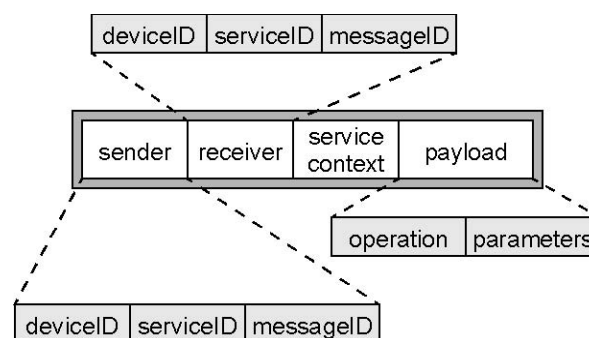 deviceID serviceID messageID
sender receiver service context payload
operation parameters
deviceID serviceID messageID